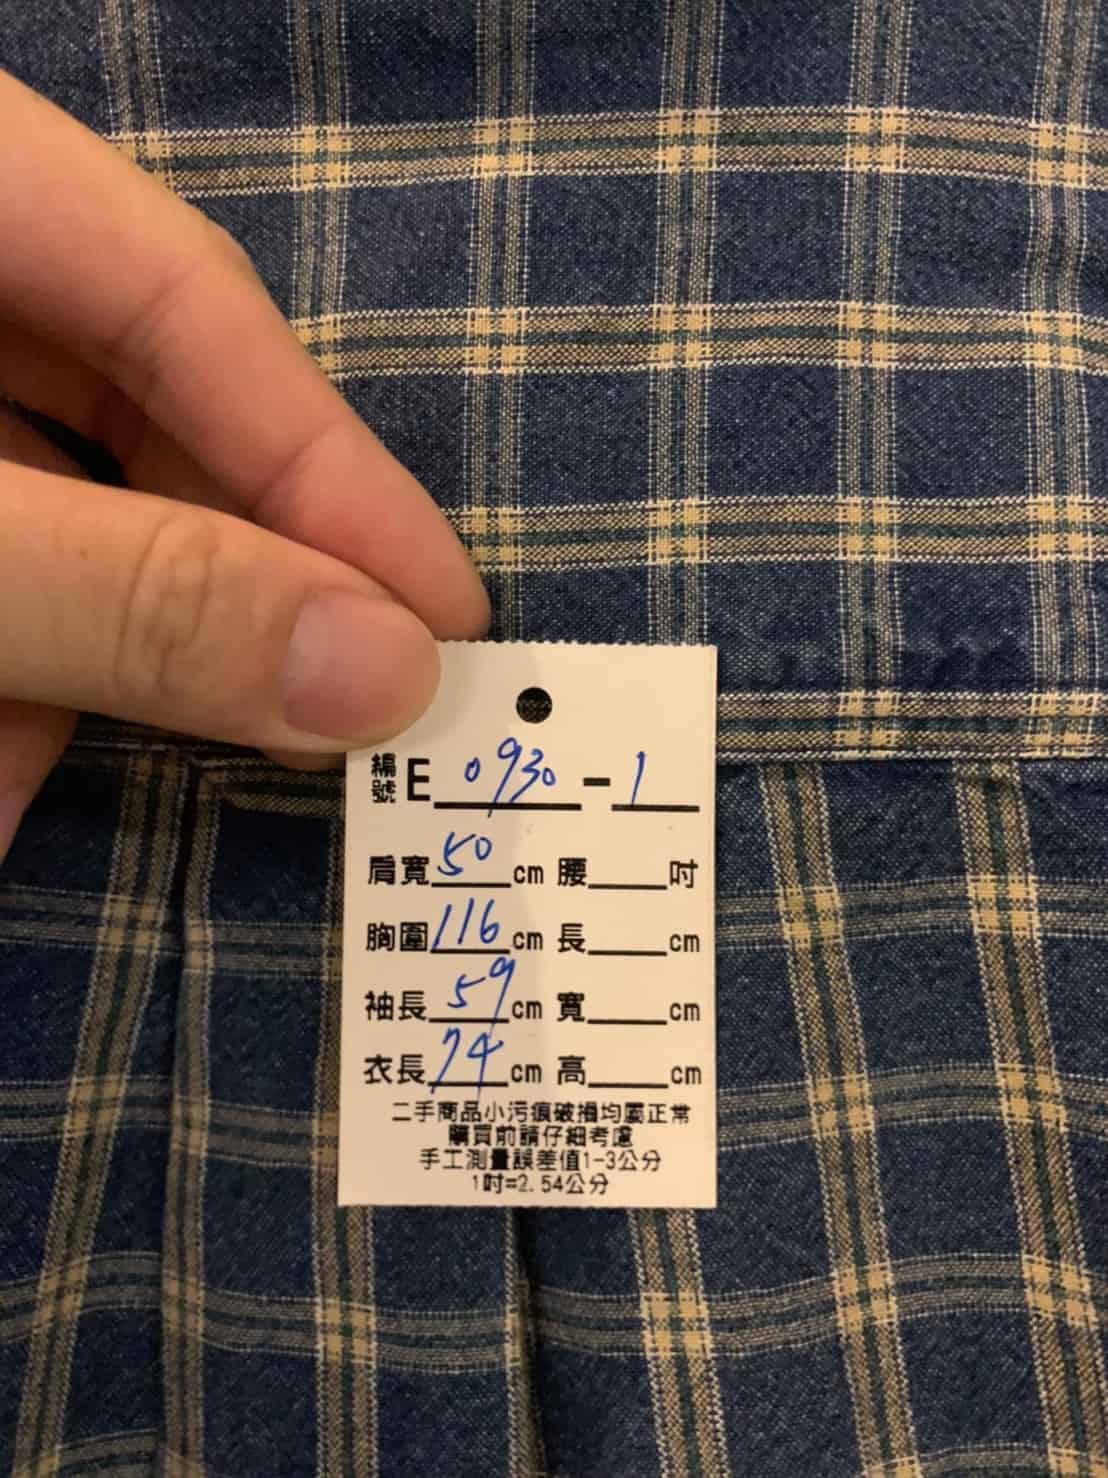 編號 E 0930 - 1
肩寬 50 cm 腰 吋
胸圍 116 cm 長 cm
袖長 59 cm 寬 cm
衣長 74 cm 高 cm
二手商品小污痕破損均屬正常
購買前請仔細考慮
手工測量誤差值1-3公分
1吋=2.54公分